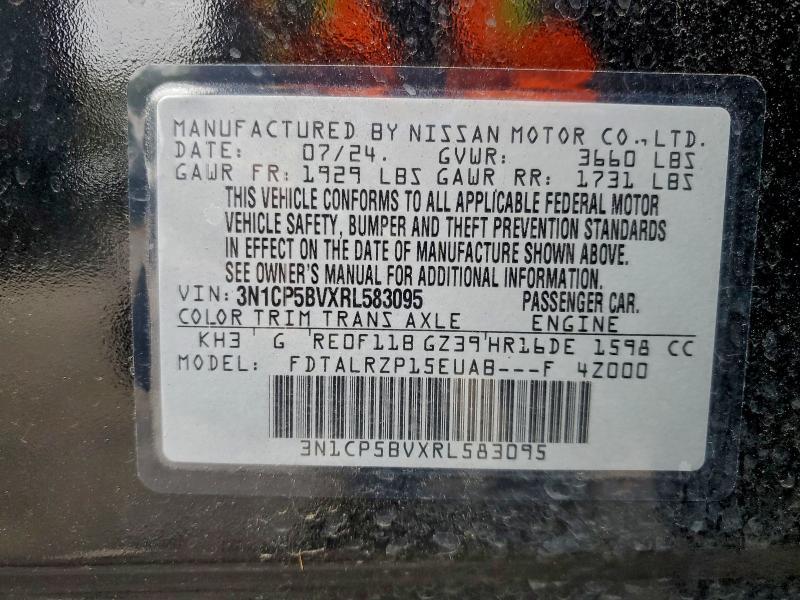 MANUFACTURED BY NISSAN MOTOR CO., LTD.
DATE: 07/24. GVWR: 3660 LBS
GAWR FR: 1929 LBS GAWR RR: 1731 LBS
THIS VEHICLE CONFORMS TO ALL APPLICABLE FEDERAL MOTOR
VEHICLE SAFETY, BUMPER AND THEFT PREVENTION STANDARDS
IN EFFECT ON THE DATE OF MANUFACTURE SHOWN ABOVE.
SEE OWNER'S MANUAL FOR ADDITIONAL INFORMATION.
VIN: 3N1CP5BVXRL583095 PASSENGER CAR.
COLOR TRIM TRANS AXLE ENGINE
KH3 G RE0F11B GZ39 HR16DE 1598 CC
MODEL: FDTALRZP15EUAB---F 4Z000
3N1CP5BVXRL583095